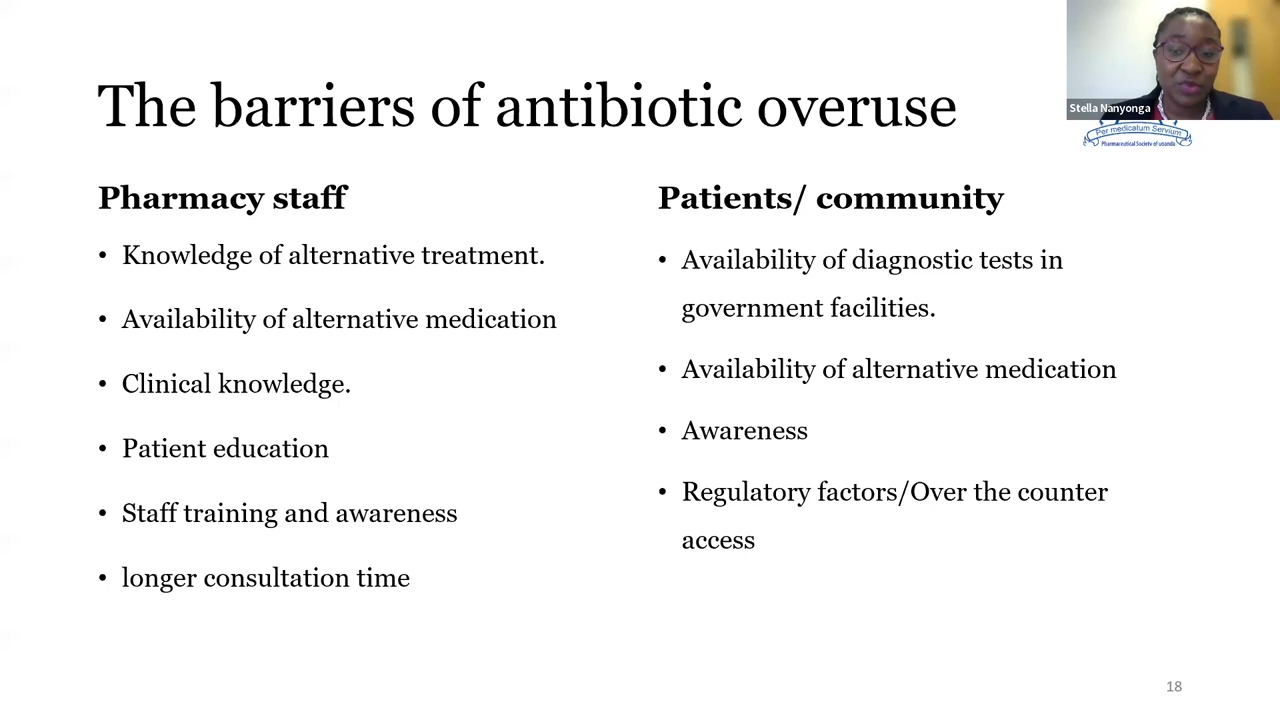 The barriers of antibiotic overuse
Stella Nanyonga
Per medicatum Servium
Pharmaceutical Society of uganda
Pharmacy staff
• Knowledge of alternative treatment.
• Availability of alternative medication
• Clinical knowledge.
• Patient education
• Staff training and awareness
• longer consultation time
Patients/ community
• Availability of diagnostic tests in
government facilities.
• Availability of alternative medication
• Awareness
• Regulatory factors/Over the counter
access
18